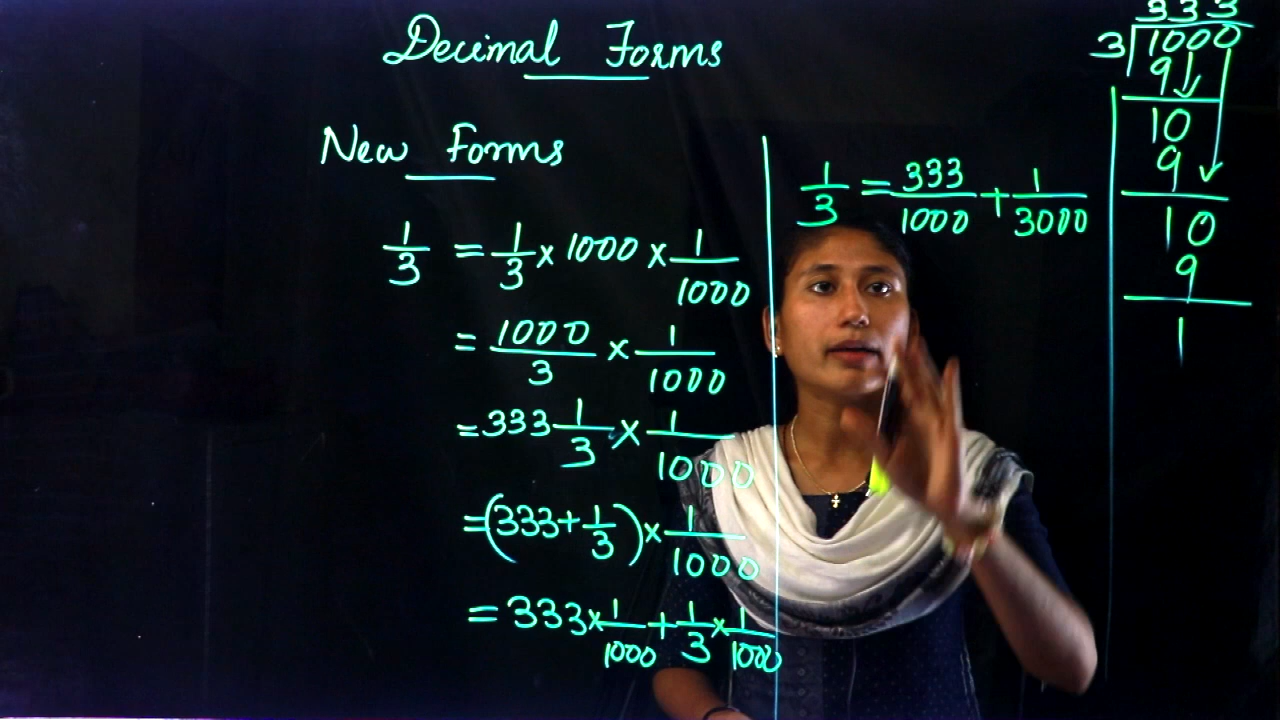 Decimal Forms
New Forms
1/3 = 1/3 × 1000 × 1/1000
= 1000/3 × 1/1000
= 333 1/3 × 1/1000
= (333 + 1/3) × 1/1000
= 333 × 1/1000 + 1/3 × 1/1000
1/3 = 333/1000 + 1/3000
333
3 1000
9
10
9
10
9
1